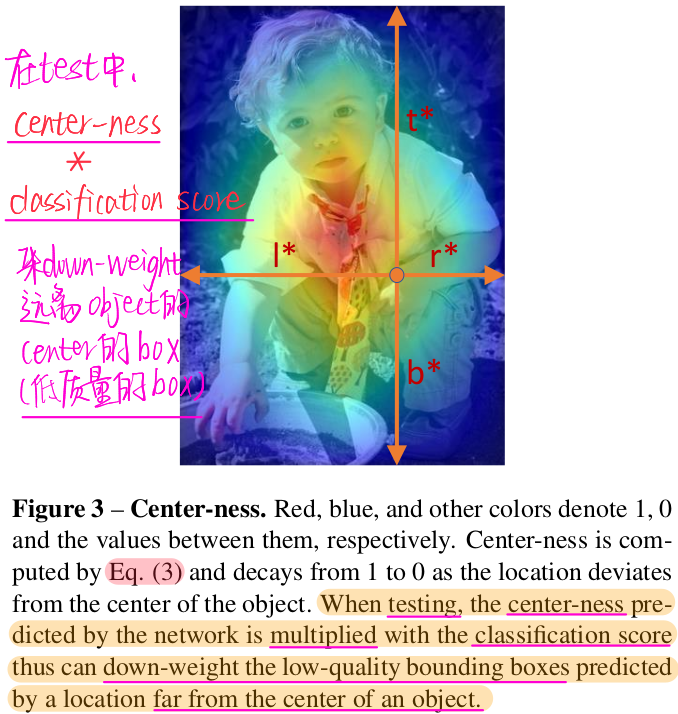 在test中、
center-ness
*
classification score
来down-weight
远离object的
center的box
(低质量的box)
t*
l*
r*
b*
Figure 3 – Center-ness. Red, blue, and other colors denote 1, 0
and the values between them, respectively. Center-ness is com-
puted by Eq. (3) and decays from 1 to 0 as the location deviates
from the center of the object. When testing, the center-ness pre-
dicted by the network is multiplied with the classification score
thus can down-weight the low-quality bounding boxes predicted
by a location far from the center of an object.